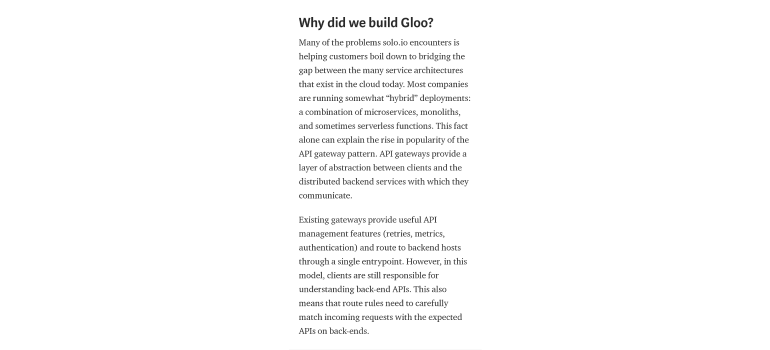 Why did we build Gloo?
Many of the problems solo.io encounters is
helping customers boil down to bridging the
gap between the many service architectures
that exist in the cloud today. Most companies
are running somewhat “hybrid” deployments:
a combination of microservices, monoliths,
and sometimes serverless functions. This fact
alone can explain the rise in popularity of the
API gateway pattern. API gateways provide a
layer of abstraction between clients and the
distributed backend services with which they
communicate.
Existing gateways provide useful API
management features (retries, metrics,
authentication) and route to backend hosts
through a single entrypoint. However, in this
model, clients are still responsible for
understanding back-end APIs. This also
means that route rules need to carefully
match incoming requests with the expected
APIs on back-ends.